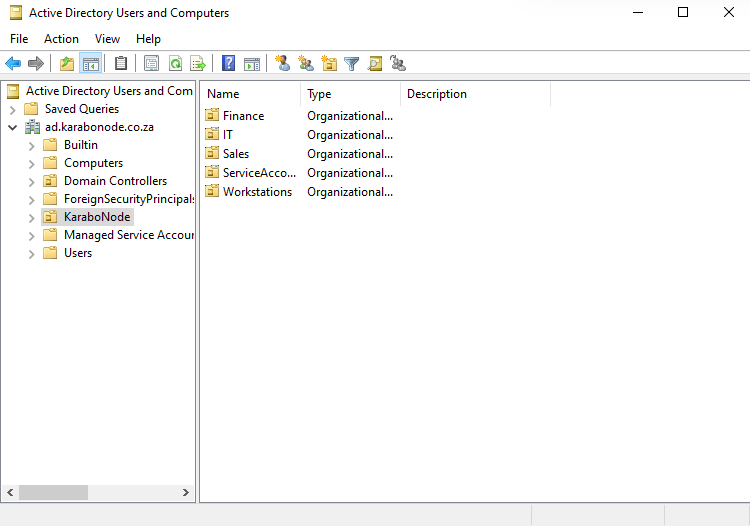 Active Directory Users and Computers
File Action View Help
Active Directory Users and Com
Saved Queries
ad.karabonode.co.za
Builtin
Computers
Domain Controllers
ForeignSecurityPrincipals
KaraboNode
Managed Service Accour
Users
Name Type Description
Finance Organizational...
IT Organizational...
Sales Organizational...
ServiceAcco... Organizational...
Workstations Organizational...